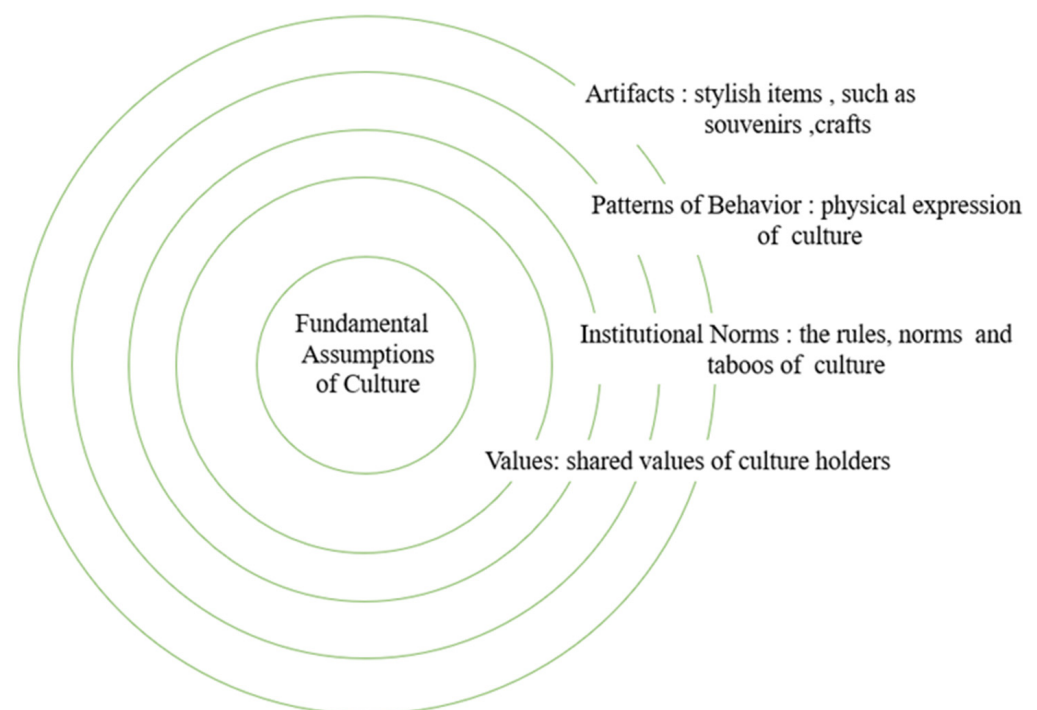 Artifacts : stylish items , such as
souvenirs ,crafts
Patterns of Behavior : physical expression
of culture
Fundamental
Assumptions
of Culture
Institutional Norms : the rules, norms and
taboos of culture
Values: shared values of culture holders